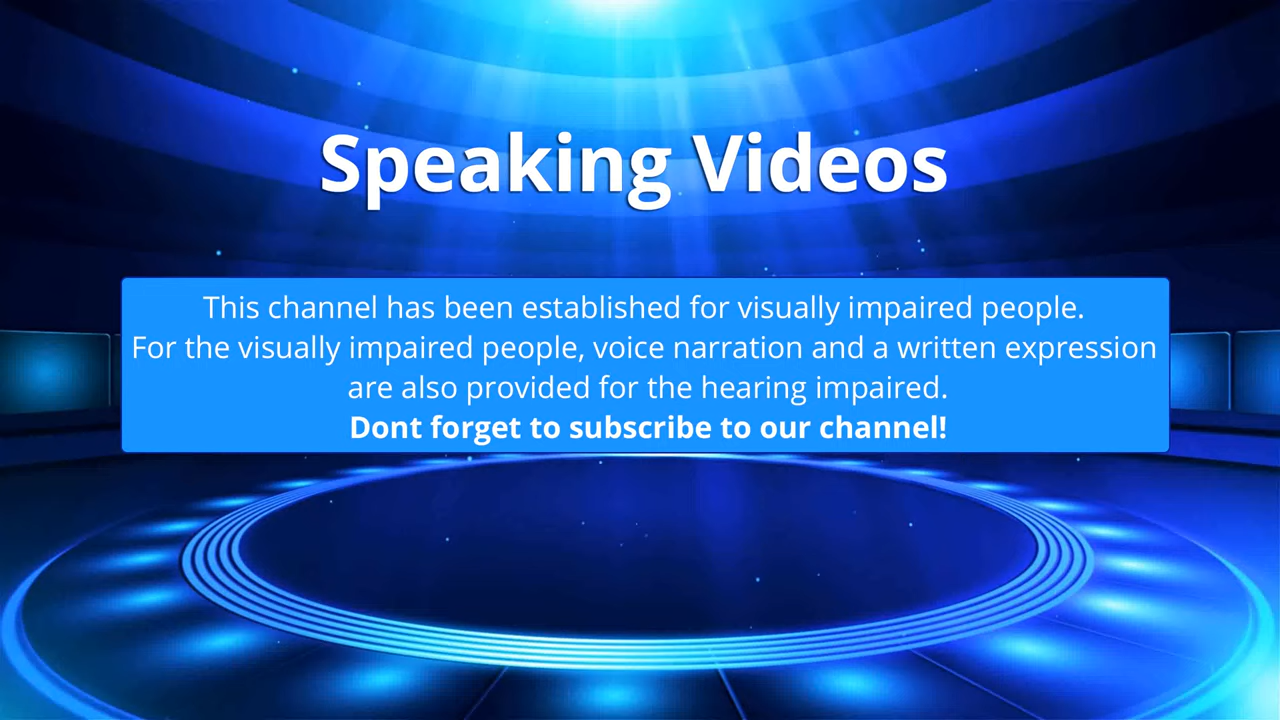 Speaking Videos
This channel has been established for visually impaired people.
For the visually impaired people, voice narration and a written expression
are also provided for the hearing impaired.
Dont forget to subscribe to our channel!